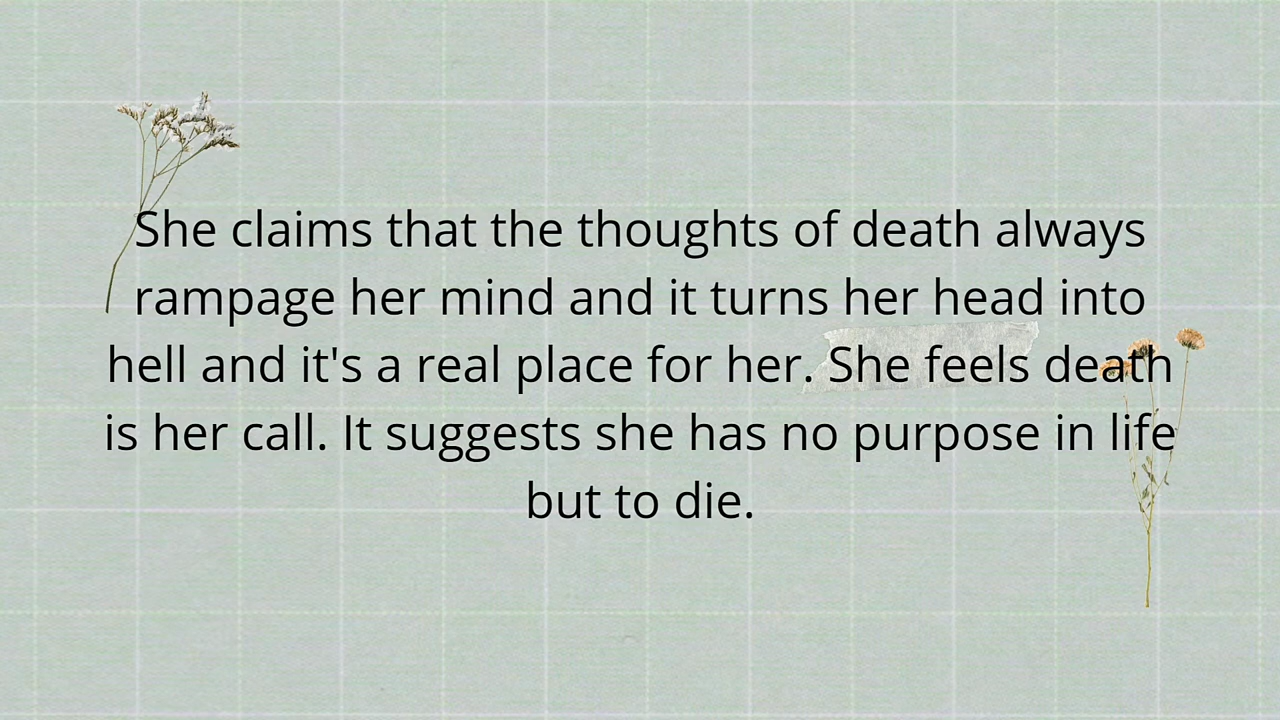 She claims that the thoughts of death always
rampage her mind and it turns her head into
hell and it's a real place for her. She feels death
is her call. It suggests she has no purpose in life
but to die.